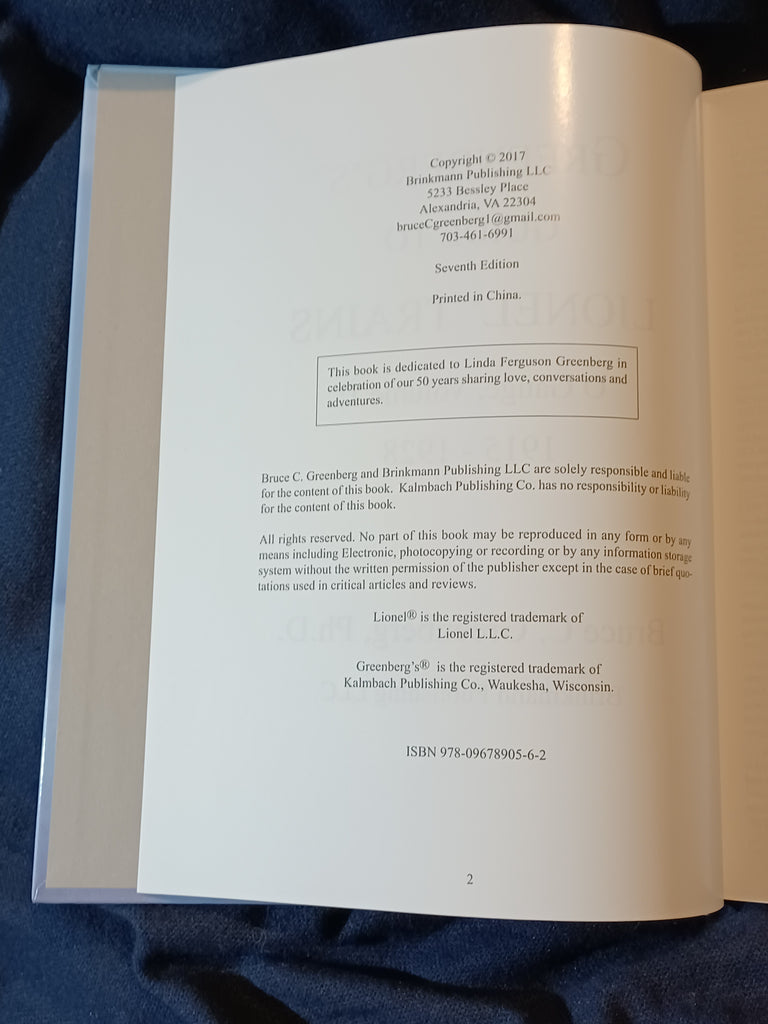 Copyright © 2017
Brinkmann Publishing LLC
5233 Bessley Place
Alexandria, VA 22304
bruceCgreenberg1@gmail.com
703-461-6991
Seventh Edition
Printed in China.
This book is dedicated to Linda Ferguson Greenberg in
celebration of our 50 years sharing love, conversations and
adventures.
Bruce C. Greenberg and Brinkmann Publishing LLC are solely responsible and liable
for the content of this book. Kalmbach Publishing Co. has no responsibility or liability
for the content of this book.
All rights reserved. No part of this book may be reproduced in any form or by any
means including Electronic, photocopying or recording or by any information storage
system without the written permission of the publisher except in the case of brief quo-
tations used in critical articles and reviews.
Lionel® is the registered trademark of
Lionel L.L.C.
Greenberg's® is the registered trademark of
Kalmbach Publishing Co., Waukesha, Wisconsin.
ISBN 978-09678905-6-2
2